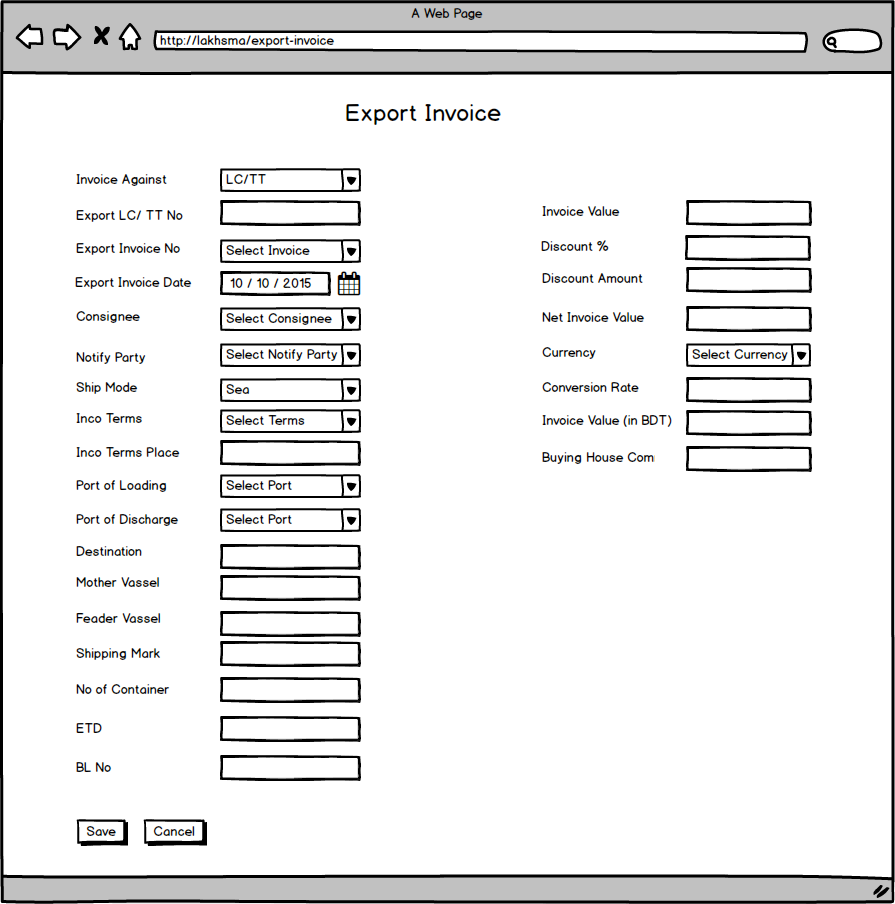 A Web Page
http://lakhsma/export-invoice
Export Invoice
Invoice Against LC/TT
Export LC/ TT No
Export Invoice No Select Invoice
Export Invoice Date 10 / 10 / 2015
Consignee Select Consignee
Notify Party Select Notify Party
Ship Mode Sea
Inco Terms Select Terms
Inco Terms Place
Port of Loading Select Port
Port of Discharge Select Port
Destination
Mother Vassel
Feader Vassel
Shipping Mark
No of Container
ETD
BL No
Invoice Value
Discount %
Discount Amount
Net Invoice Value
Currency Select Currency
Conversion Rate
Invoice Value (in BDT)
Buying House Com
Save Cancel